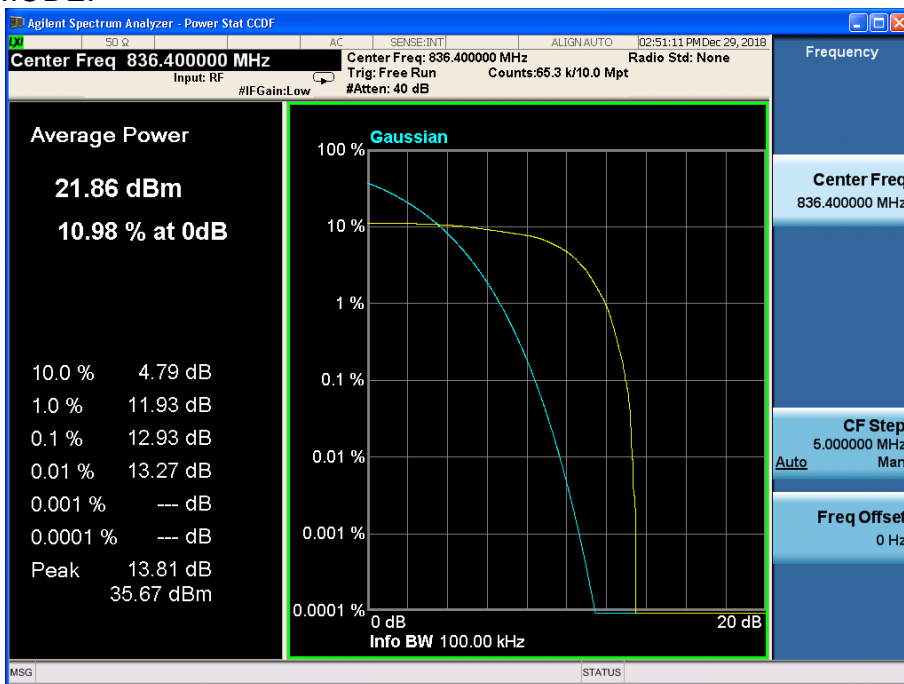 Agilent Spectrum Analyzer - Power Stat CCDF
LXI 50 Ω AC SENSE:INT ALIGN AUTO 02:51:11 PM Dec 29, 2018
Center Freq 836.400000 MHz
Input: RF
#IFGain:Low
Center Freq: 836.400000 MHz
Radio Std: None
Trig: Free Run Counts:65.3 k/10.0 Mpt
#Atten: 40 dB
Average Power
21.86 dBm
10.98 % at 0dB
10.0 % 4.79 dB
1.0 % 11.93 dB
0.1 % 12.93 dB
0.01 % 13.27 dB
0.001 % --- dB
0.0001 % --- dB
Peak 13.81 dB
35.67 dBm
Gaussian
100 %
10 %
1 %
0.1 %
0.01 %
0.001 %
0.0001 %
0 dB 20 dB
Info BW 100.00 kHz
Frequency
Center Freq
836.400000 MHz
CF Step
5.000000 MHz
Auto Man
Freq Offset
0 Hz
MSG STATUS